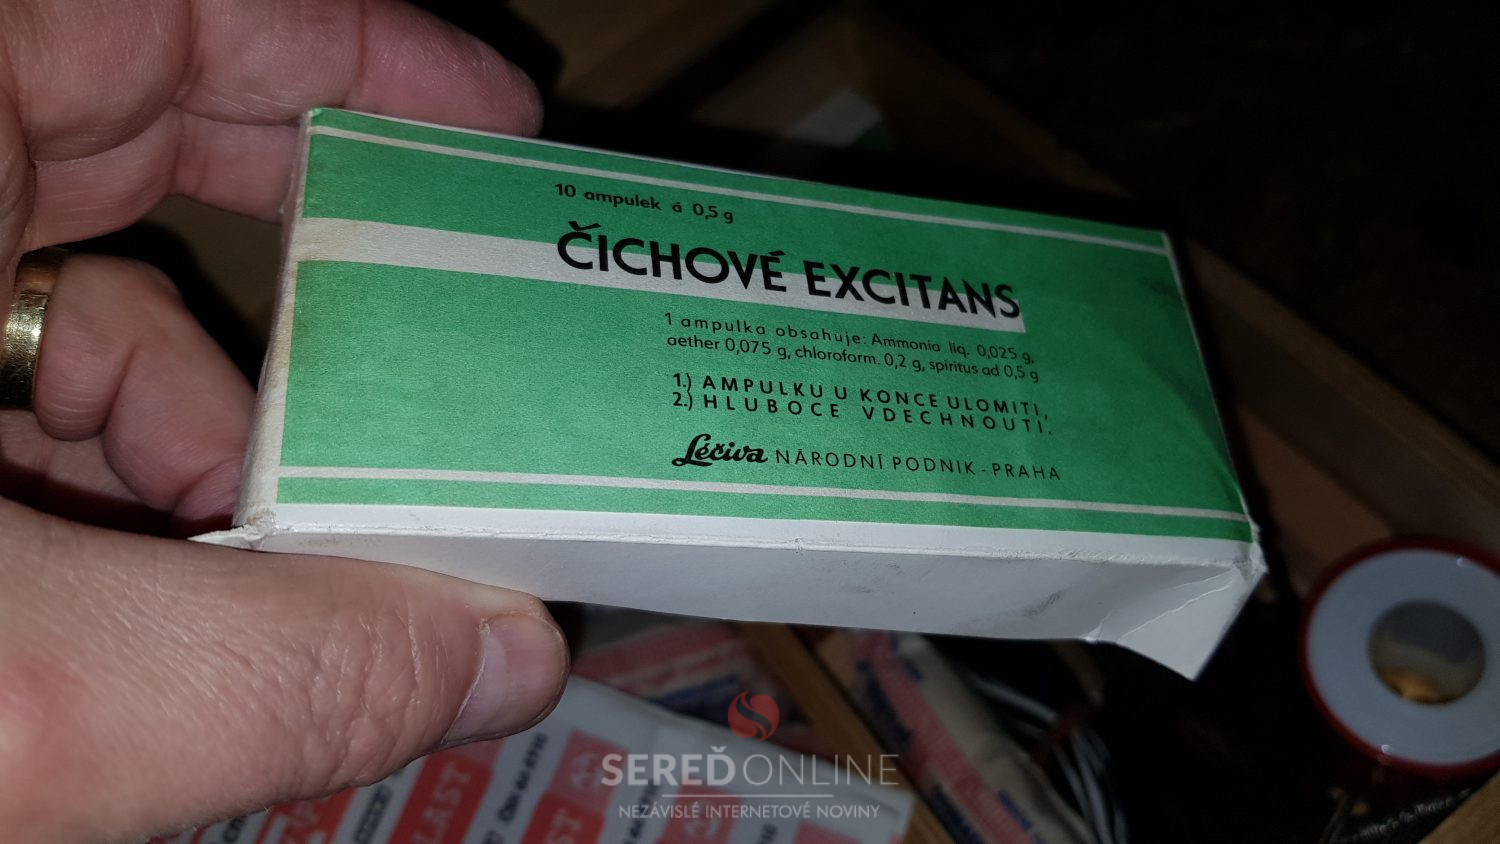 10 ampulek á 0,5 g
ČICHOVÉ EXCITANS
1 ampulka obsahuje: Ammonia liq. 0,025 g,
aether 0,075 g, chloroform. 0,2 g, spiritus ad 0,5 g
1.) AMPULKU U KONCE ULOMITI,
2.) HLUBOCE VDECHNOUTI.
Léčiva NÁRODNÍ PODNIK - PRAHA
SEREĎONLINE
NEZÁVISLÉ INTERNETOVÉ NOVINY